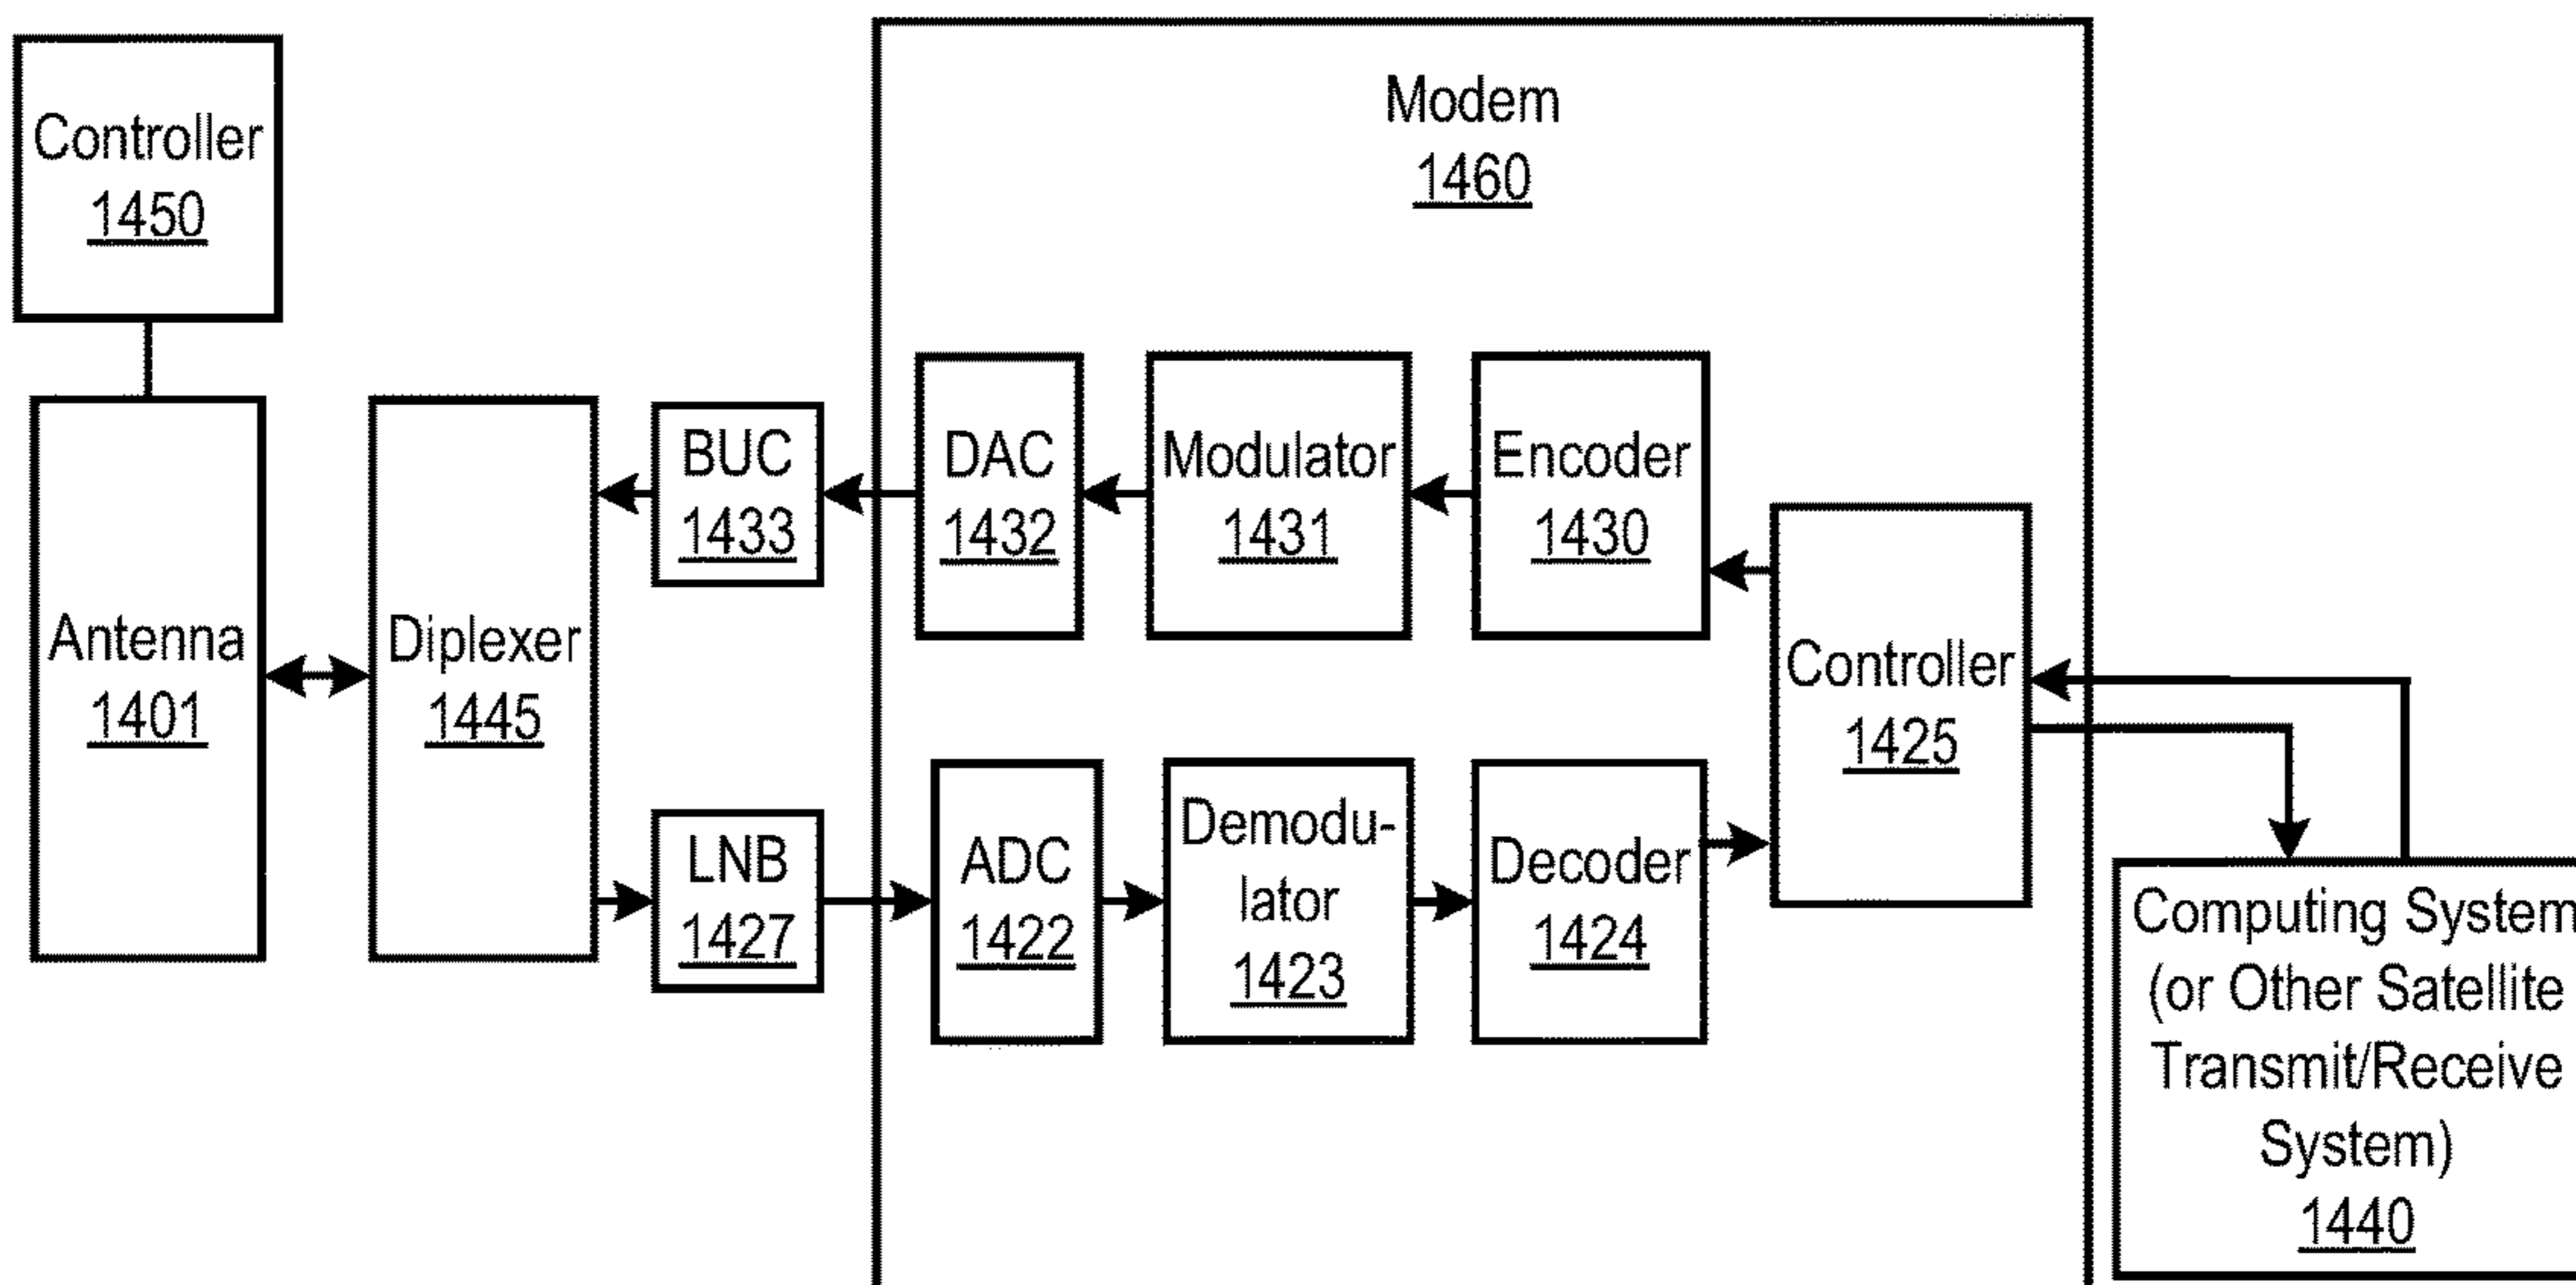 Controller
1450
Modem
1460
Antenna
1401
Diplexer
1445
BUC
1433
DAC
1432
Modulator
1431
Encoder
1430
Controller
1425
LNB
1427
ADC
1422
Demodu-
lator
1423
Decoder
1424
Computing System
(or Other Satellite
Transmit/Receive
System)
1440